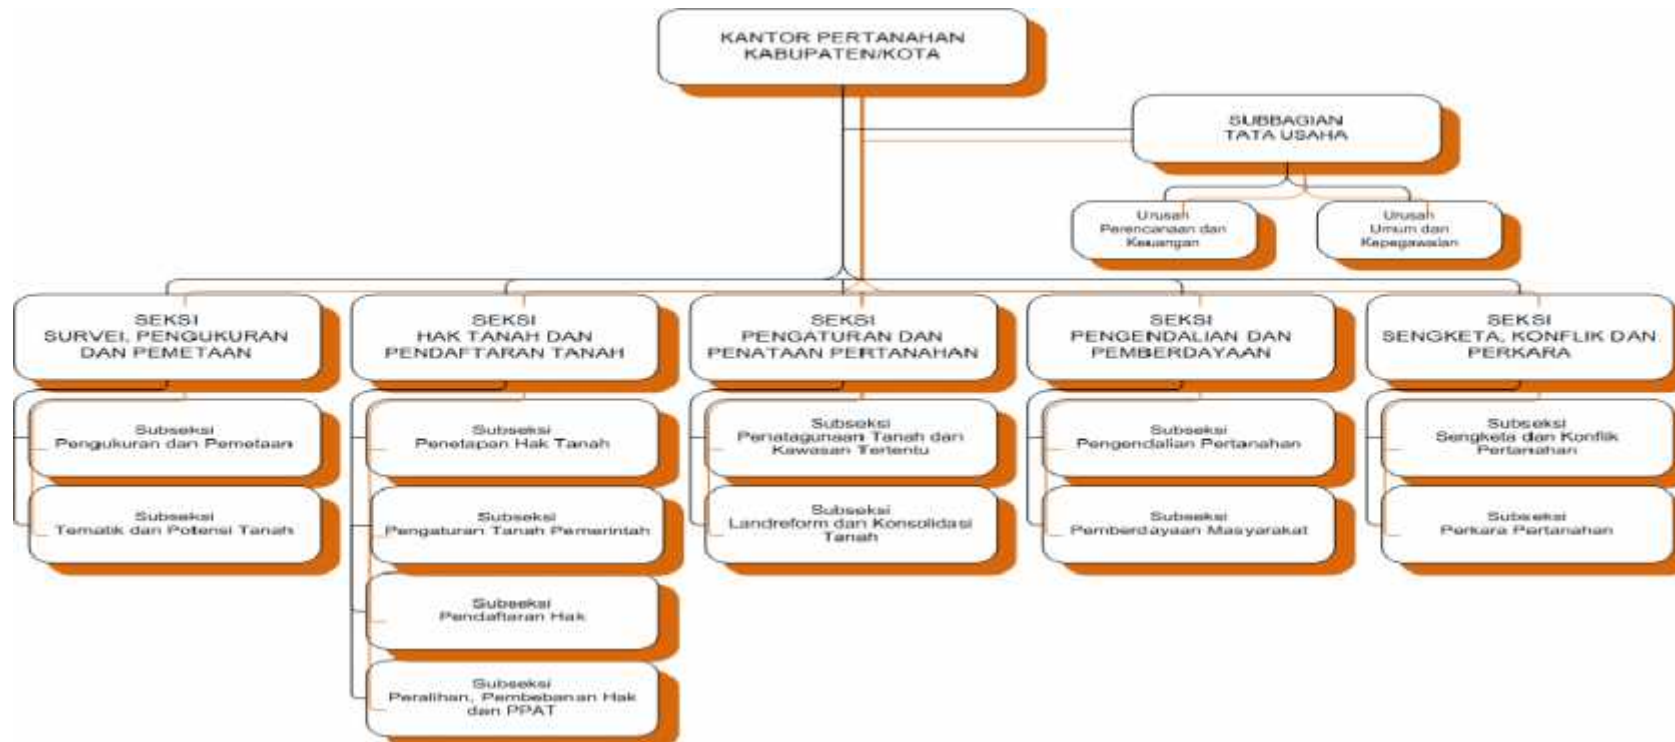 KANTOR PERTANAHAN
KABUPATEN/KOTA
SUBBAGIAN
TATA USAHA
Urusan
Perencanaan dan
Keuangan
Urusan
Umum dan
Kepegawaian
SEKSI
SURVEI, PENGUKURAN
DAN PEMETAAN
SEKSI
HAK TANAH DAN
PENDAFTARAN TANAH
SEKSI
PENGATURAN DAN
PENATAAN PERTANAHAN
SEKSI
PENGENDALIAN DAN
PEMBERDAYAAN
SEKSI
SENGKETA, KONFLIK DAN
PERKARA
Subseksi
Pengukuran dan Pemetaan
Subseksi
Tematik dan Potensi Tanah
Subseksi
Penetapan Hak Tanah
Subseksi
Pengaturan Tanah Pemerintah
Subseksi
Pendaftaran Hak
Subseksi
Peralihan, Pembebanan Hak
dan PPAT
Subseksi
Penatagunaan Tanah dan
Kawasan Tertentu
Subseksi
Landreform dan Konsolidasi
Tanah
Subseksi
Pengendalian Pertanahan
Subseksi
Pemberdayaan Masyarakat
Subseksi
Sengketa dan Konflik
Pertanahan
Subseksi
Perkara Pertanahan